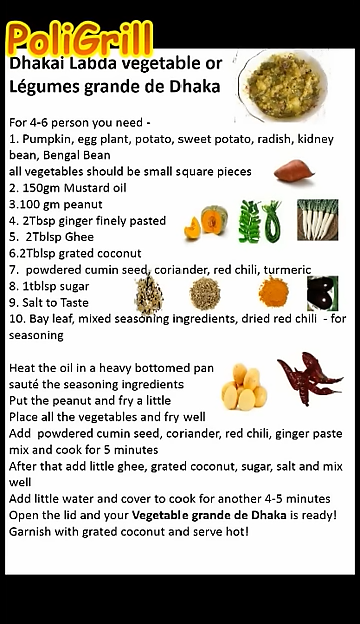 PoliGrill
Dhakai Labda vegetable or
Légumes grande de Dhaka
For 4-6 person you need -
1. Pumpkin, egg plant, potato, sweet potato, radish, kidney
bean, Bengal Bean
all vegetables should be small square pieces
2. 150gm Mustard oil
3.100 gm peanut
4. 2Tbsp ginger finely pasted
5.  2Tblsp Ghee
6.2Tblsp grated coconut
7.  powdered cumin seed, coriander, red chili, turmeric
8. 1tblsp sugar
9. Salt to Taste
10. Bay leaf, mixed seasoning ingredients, dried red chili  - for
seasoning
Heat the oil in a heavy bottomed pan
sauté the seasoning ingredients
Put the peanut and fry a little
Place all the vegetables and fry well
Add  powdered cumin seed, coriander, red chili, ginger paste
mix and cook for 5 minutes
After that add little ghee, grated coconut, sugar, salt and mix
well
Add little water and cover to cook for another 4-5 minutes
Open the lid and your Vegetable grande de Dhaka is ready!
Garnish with grated coconut and serve hot!